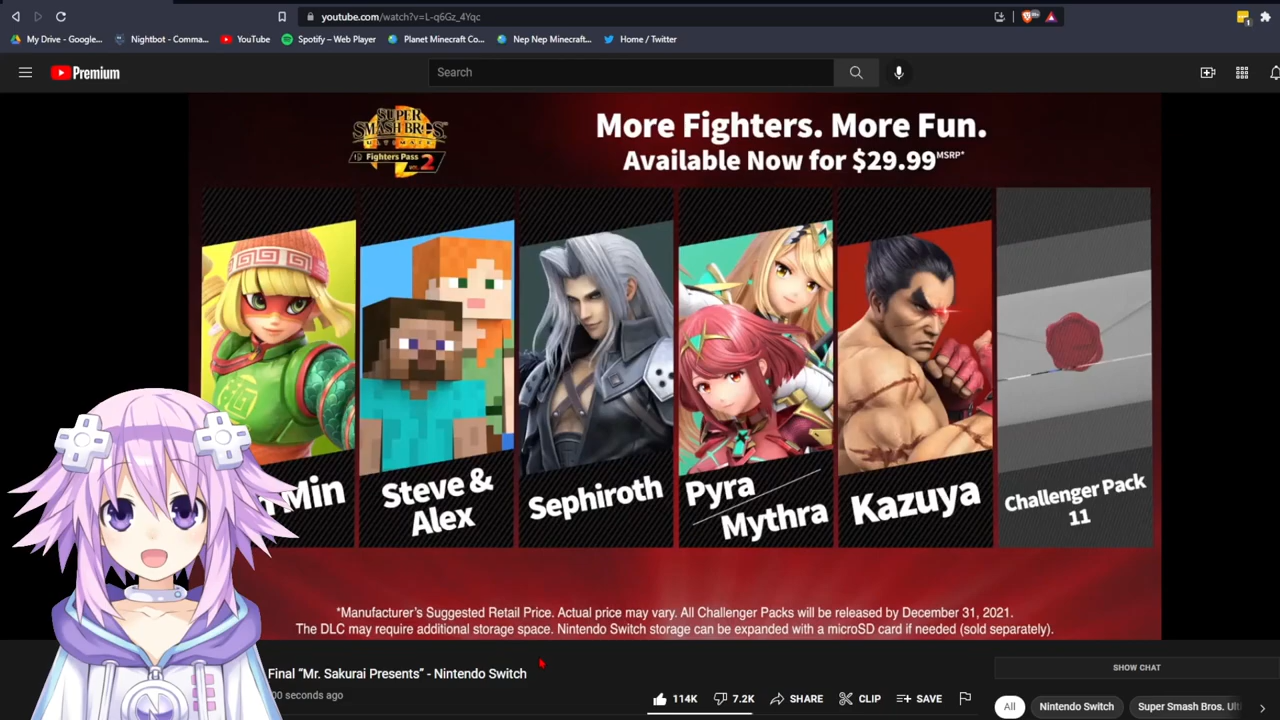 youtube.com/watch?v=L-q6Gz_4Yqc
My Drive - Google...
Nightbot - Comma...
YouTube
Spotify – Web Player
Planet Minecraft Co...
Nep Nep Minecraft...
Home / Twitter
Premium
Search
SUPER
SMASH BROS.
ULTIMATE
Fighters Pass
VOL. 2
More Fighters. More Fun.
Available Now for $29.99MSRP*
Min
Steve &
Alex
Sephiroth
Pyra
Mythra
Kazuya
Challenger Pack
11
*Manufacturer's Suggested Retail Price. Actual price may vary. All Challenger Packs will be released by December 31, 2021.
The DLC may require additional storage space. Nintendo Switch storage can be expanded with a microSD card if needed (sold separately).
Final “Mr. Sakurai Presents” - Nintendo Switch
00 seconds ago
114K
7.2K
SHARE
CLIP
SAVE
SHOW CHAT
All
Nintendo Switch
Super Smash Bros. Ult
N